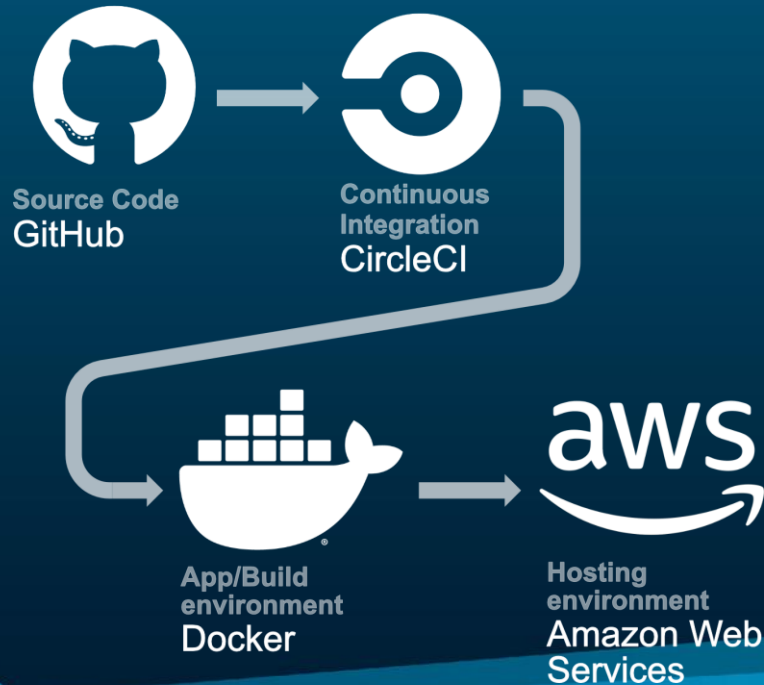 Source Code
GitHub
Continuous
Integration
CircleCI
App/Build
environment
Docker
®
aws
Hosting
environment
Amazon Web
Services